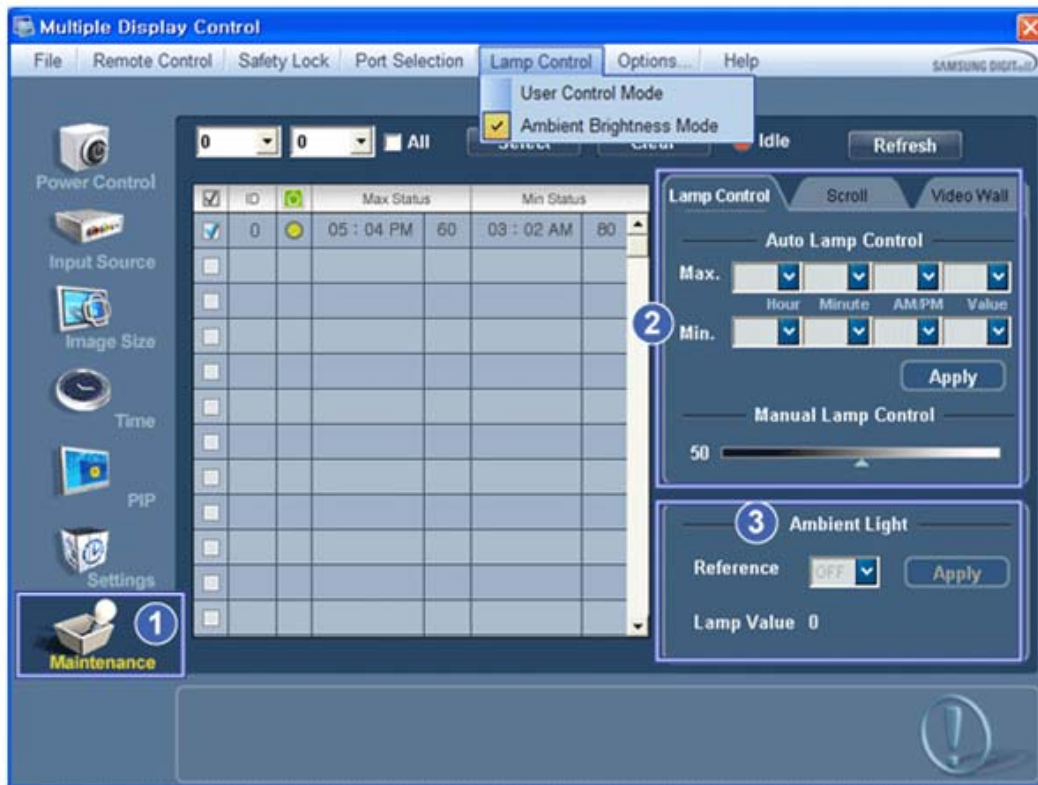 Multiple Display Control
File Remote Control Safety Lock Port Selection Lamp Control Options... Help
SAMSUNG DIGITall
User Control Mode
Ambient Brightness Mode
0 0 All Select Clear Idle Refresh
Power Control
Input Source
Image Size
Time
PIP
Settings
1
Maintenance
ID Max Status Min Status
0 05 : 04 PM 60 03 : 02 AM 80
Lamp Control Scroll Video Wall
Auto Lamp Control
Max.
Hour Minute AM/PM Value
2
Min.
Apply
Manual Lamp Control
50
3
Ambient Light
Reference OFF Apply
Lamp Value 0